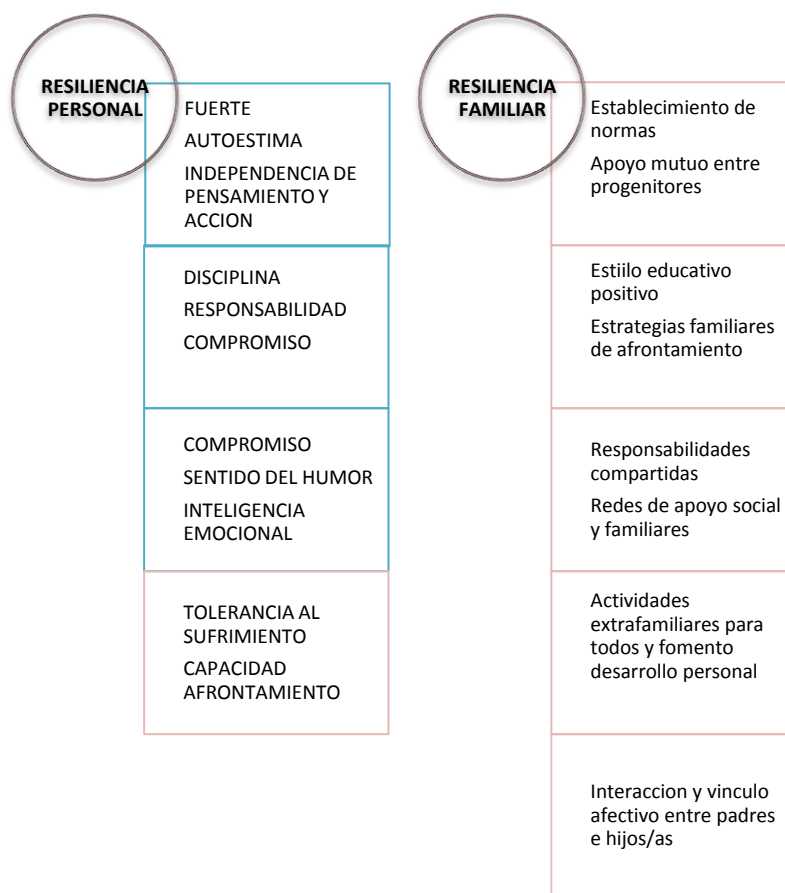 RESILIENCIA
PERSONAL
FUERTE
AUTOESTIMA
INDEPENDENCIA DE
PENSAMIENTO Y
ACCION
DISCIPLINA
RESPONSABILIDAD
COMPROMISO
COMPROMISO
SENTIDO DEL HUMOR
INTELIGENCIA
EMOCIONAL
TOLERANCIA AL
SUFRIMIENTO
CAPACIDAD
AFRONTAMIENTO
RESILIENCIA
FAMILIAR
Establecimiento de
normas
Apoyo mutuo entre
progenitores
Estiilo educativo
positivo
Estrategias familiares
de afrontamiento
Responsabilidades
compartidas
Redes de apoyo social
y familiares
Actividades
extrafamiliares para
todos y fomento
desarrollo personal
Interaccion y vinculo
afectivo entre padres
e hijos/as